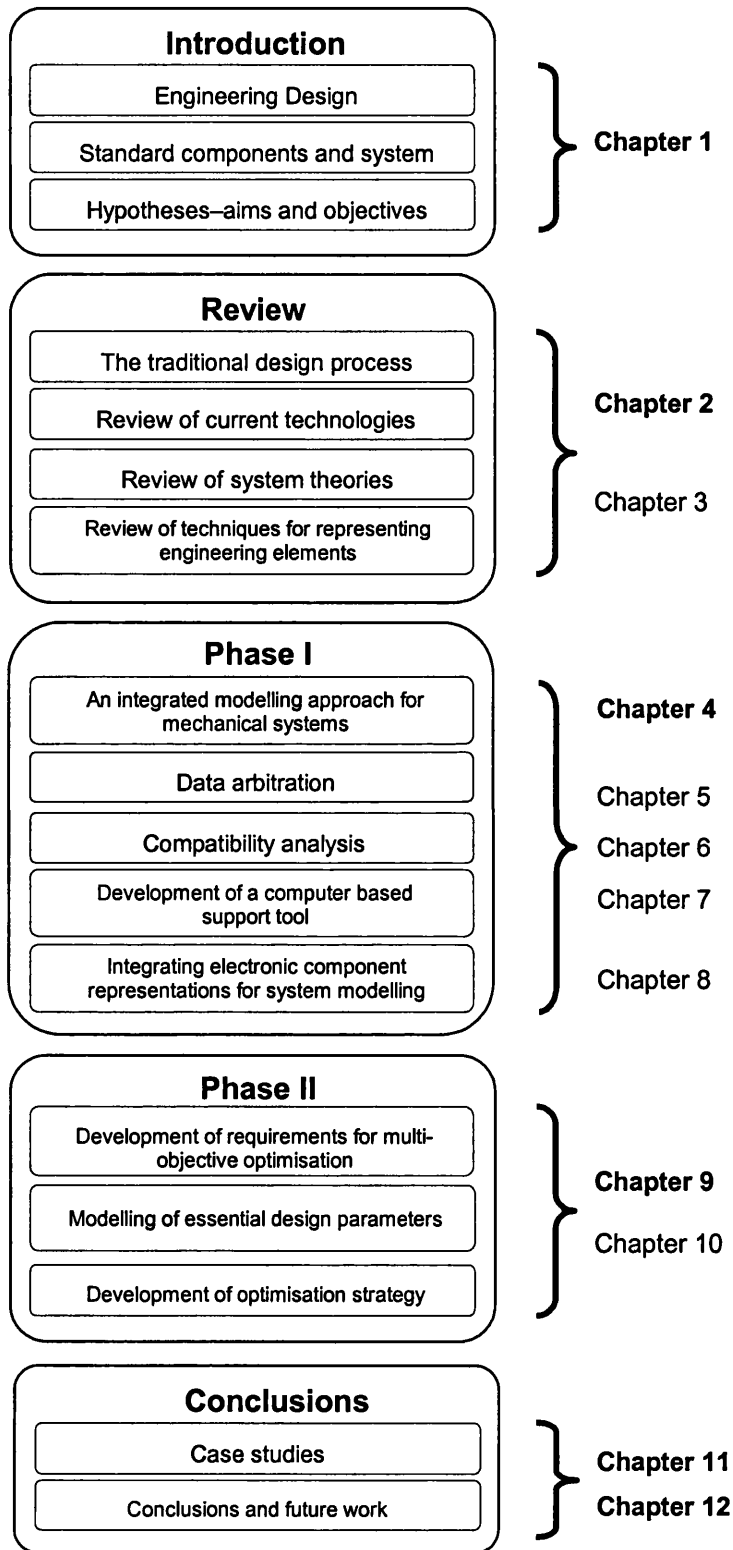 Introduction
Engineering Design
Standard components and system
Hypotheses–aims and objectives
Chapter 1
Review
The traditional design process
Review of current technologies
Review of system theories
Review of techniques for representing
engineering elements
Chapter 2
Chapter 3
Phase I
An integrated modelling approach for
mechanical systems
Data arbitration
Compatibility analysis
Development of a computer based
support tool
Integrating electronic component
representations for system modelling
Chapter 4
Chapter 5
Chapter 6
Chapter 7
Chapter 8
Phase II
Development of requirements for multi-
objective optimisation
Modelling of essential design parameters
Development of optimisation strategy
Chapter 9
Chapter 10
Conclusions
Case studies
Conclusions and future work
Chapter 11
Chapter 12